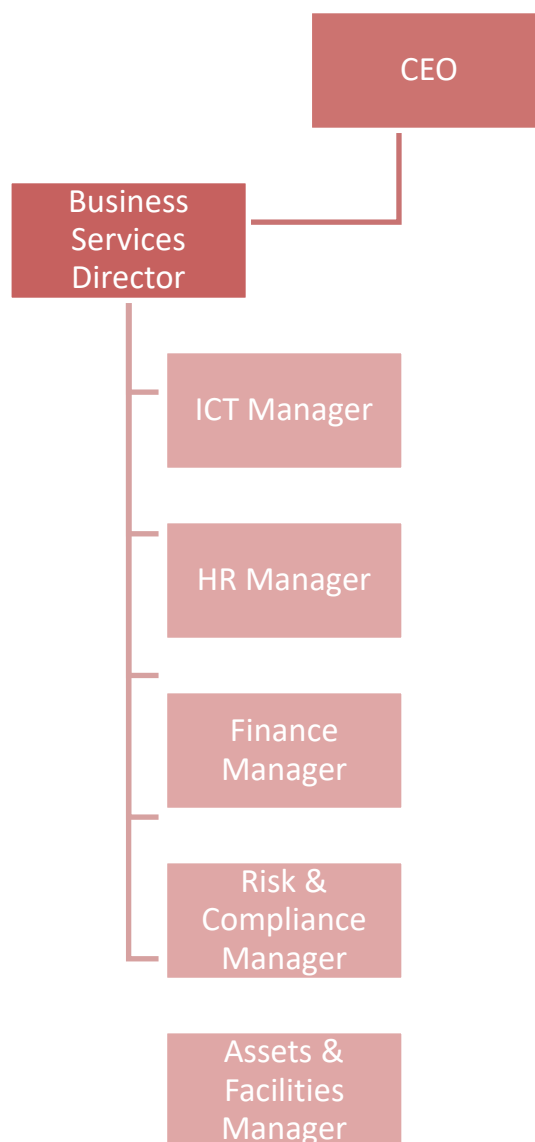 CEO
Business
Services
Director
ICT Manager
HR Manager
Finance
Manager
Risk &
Compliance
Manager
Assets &
Facilities
Manager